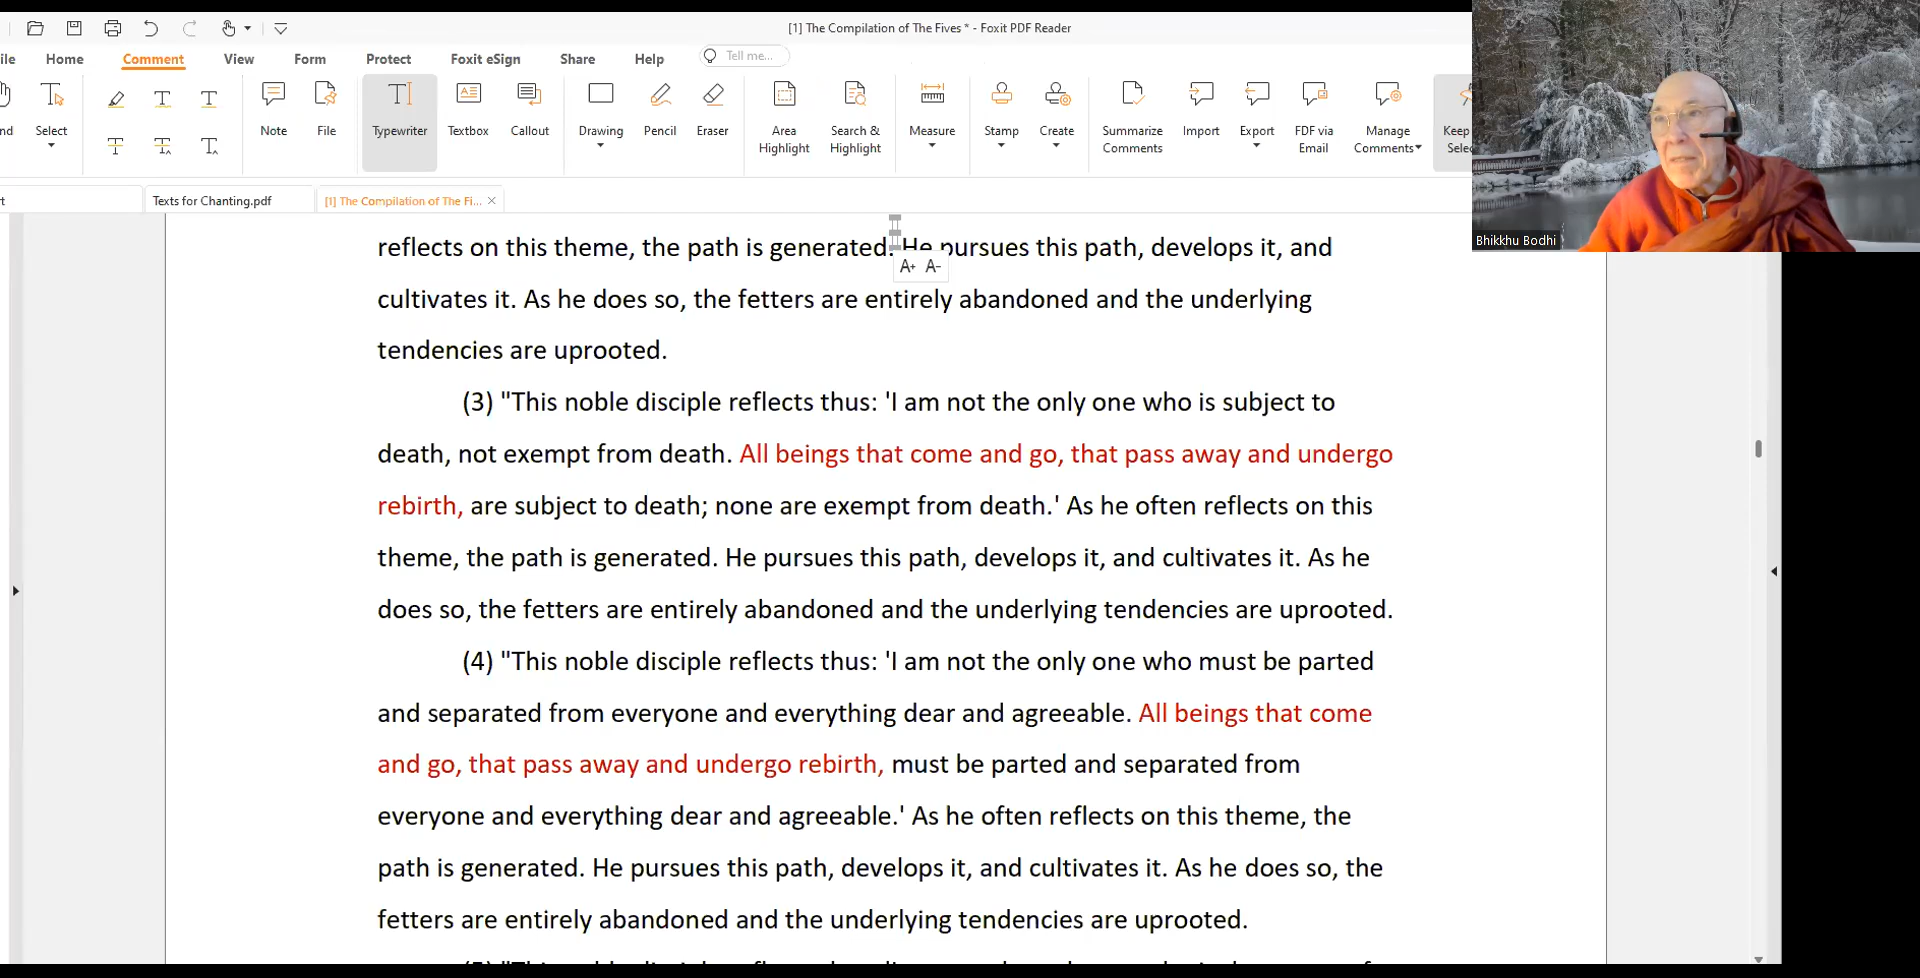 [1] The Compilation of The Fives * - Foxit PDF Reader
ile Home Comment View Form Protect Foxit eSign Share Help Tell me...
nd Select Note File Typewriter Textbox Callout Drawing Pencil Eraser Area Highlight Search & Highlight Measure Stamp Create Summarize Comments Import Export FDF via Email Manage Comments Keep Selec
Bhikkhu Bodhi
rt Texts for Chanting.pdf [1] The Compilation of The Fi...
reflects on this theme, the path is generated. He pursues this path, develops it, and
A+ A-
cultivates it. As he does so, the fetters are entirely abandoned and the underlying
tendencies are uprooted.
(3) "This noble disciple reflects thus: 'I am not the only one who is subject to
death, not exempt from death. All beings that come and go, that pass away and undergo
rebirth, are subject to death; none are exempt from death.' As he often reflects on this
theme, the path is generated. He pursues this path, develops it, and cultivates it. As he
does so, the fetters are entirely abandoned and the underlying tendencies are uprooted.
(4) "This noble disciple reflects thus: 'I am not the only one who must be parted
and separated from everyone and everything dear and agreeable. All beings that come
and go, that pass away and undergo rebirth, must be parted and separated from
everyone and everything dear and agreeable.' As he often reflects on this theme, the
path is generated. He pursues this path, develops it, and cultivates it. As he does so, the
fetters are entirely abandoned and the underlying tendencies are uprooted.